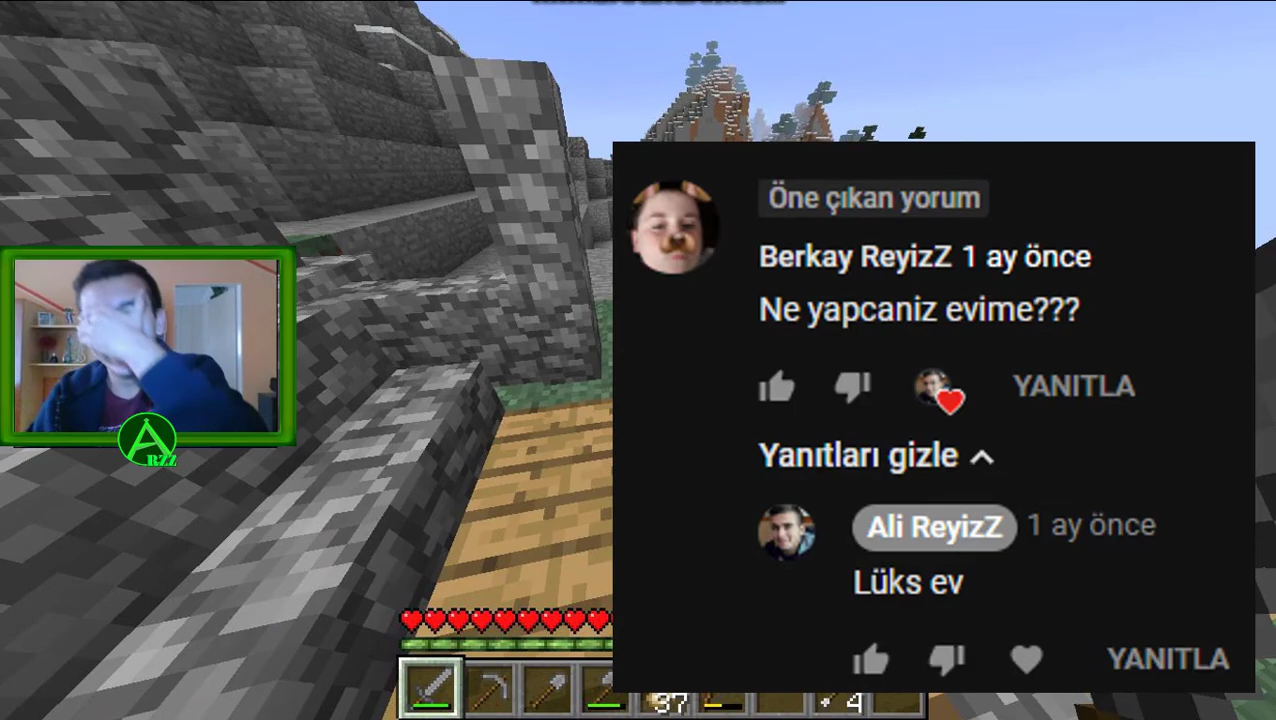 Öne çıkan yorum
Berkay ReyizZ 1 ay önce
Ne yapcaniz evime???
YANITLA
Yanıtları gizle
Ali ReyizZ 1 ay önce
Lüks ev
YANITLA
A
RZZ
4